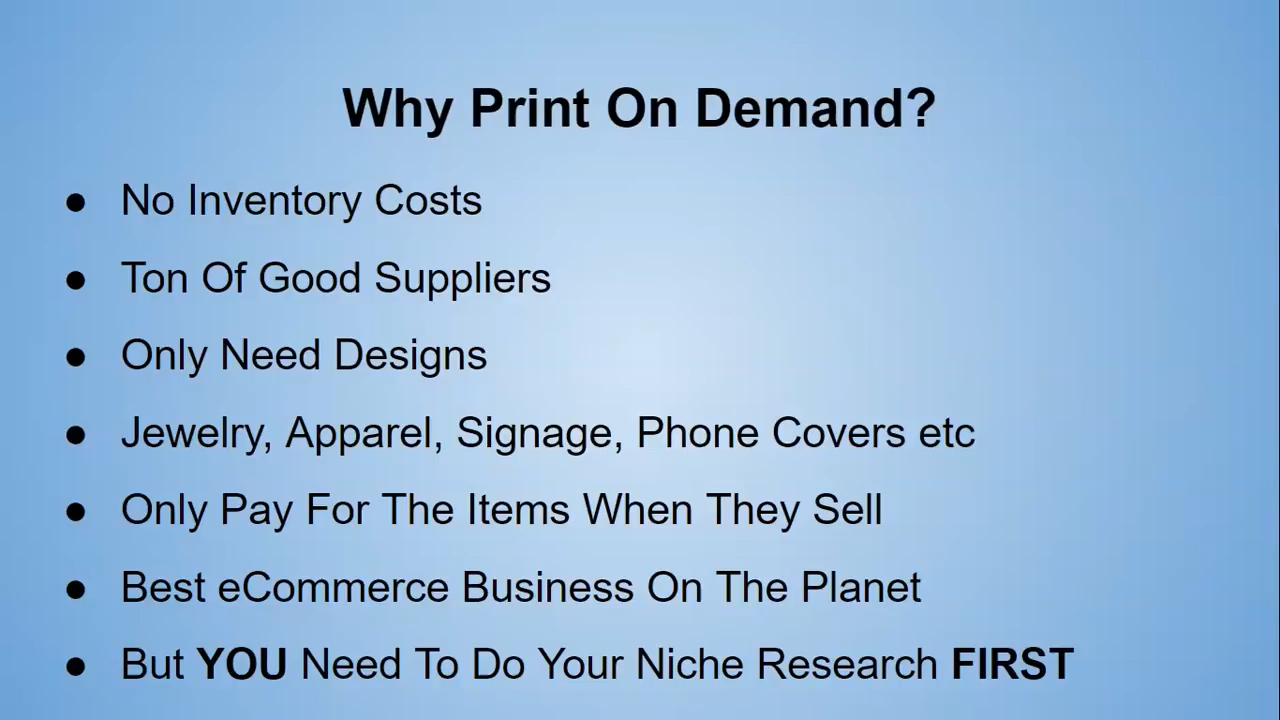 Why Print On Demand?
● No Inventory Costs
● Ton Of Good Suppliers
● Only Need Designs
● Jewelry, Apparel, Signage, Phone Covers etc
● Only Pay For The Items When They Sell
● Best eCommerce Business On The Planet
● But YOU Need To Do Your Niche Research FIRST